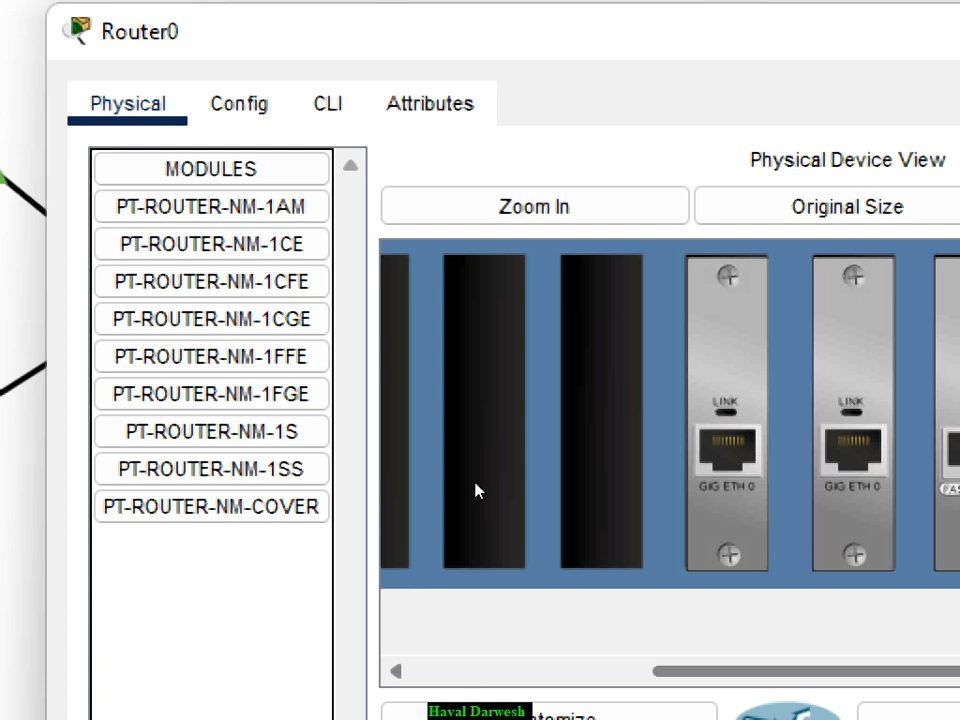 Router0
Physical
Config
CLI
Attributes
MODULES
PT-ROUTER-NM-1AM
PT-ROUTER-NM-1CE
PT-ROUTER-NM-1CFE
PT-ROUTER-NM-1CGE
PT-ROUTER-NM-1FFE
PT-ROUTER-NM-1FGE
PT-ROUTER-NM-1S
PT-ROUTER-NM-1SS
PT-ROUTER-NM-COVER
Physical Device View
Zoom In
Original Size
LINK
GIG ETH 0
LINK
GIG ETH 0
Haval Darwesh